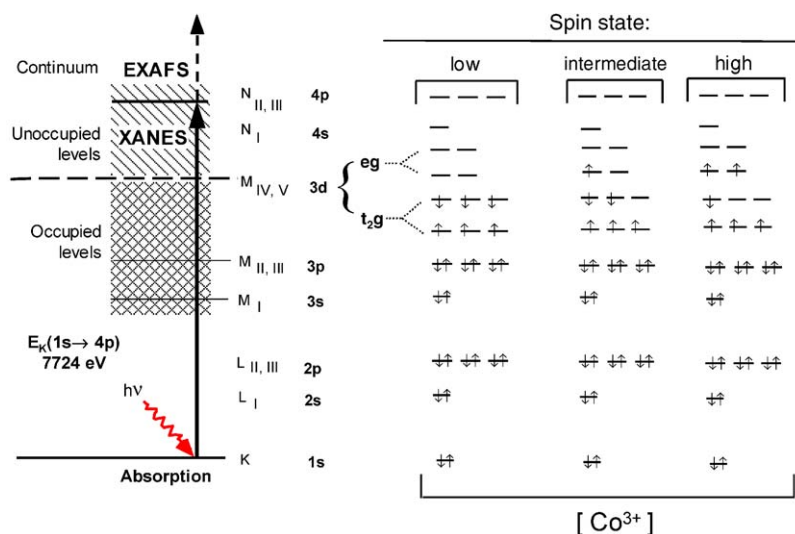 Spin state:
low
intermediate
high
Continuum
EXAFS
N II, III 4p
Unoccupied
levels
XANES
N I 4s
eg
M IV, V 3d
t2g
Occupied
levels
M II, III 3p
M I 3s
EK(1s→ 4p)
7724 eV
L II, III 2p
hν
L I 2s
K 1s
Absorption
[ Co3+ ]